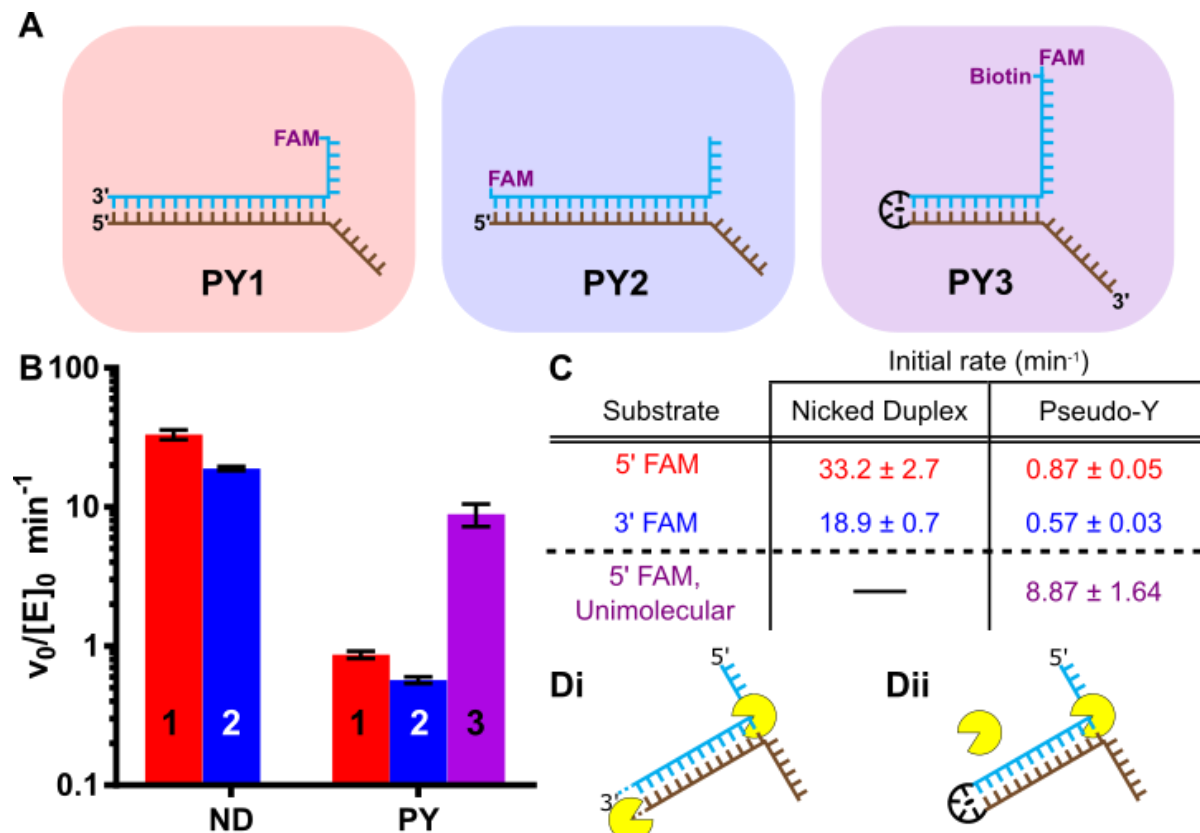 A
FAM
3'
5'
PY1
FAM
5'
PY2
FAM
Biotin
3'
PY3
B
100
10
1
0.1
v₀/[E]₀ min⁻¹
1
2
1
2
3
ND
PY
C
Initial rate (min⁻¹)
Substrate Nicked Duplex Pseudo-Y
5' FAM 33.2 ± 2.7 0.87 ± 0.05
3' FAM 18.9 ± 0.7 0.57 ± 0.03
5' FAM,
Unimolecular — 8.87 ± 1.64
Di
5'
3'
Dii
5'